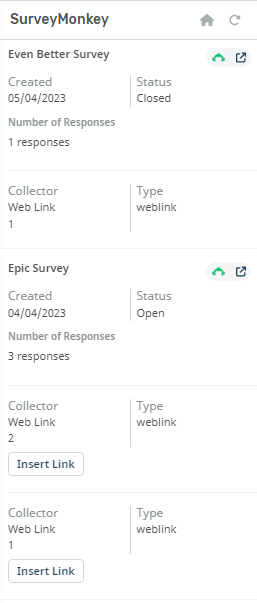 SurveyMonkey
Even Better Survey
Created Status
05/04/2023 Closed
Number of Responses
1 responses
Collector Type
Web Link weblink
1
Epic Survey
Created Status
04/04/2023 Open
Number of Responses
3 responses
Collector Type
Web Link weblink
2
Insert Link
Collector Type
Web Link weblink
1
Insert Link